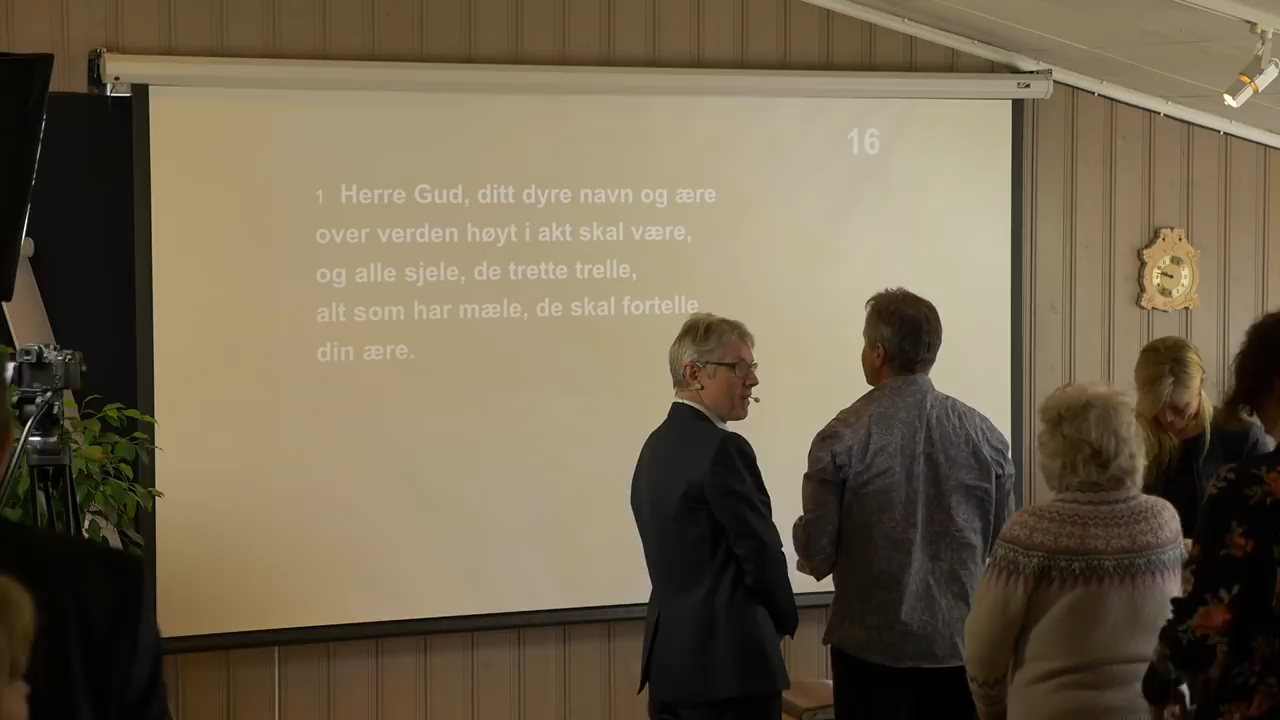 16
1 Herre Gud, ditt dyre navn og ære
over verden høyt i akt skal være,
og alle sjele, de trette trelle,
alt som har mæle, de skal fortelle
din ære.